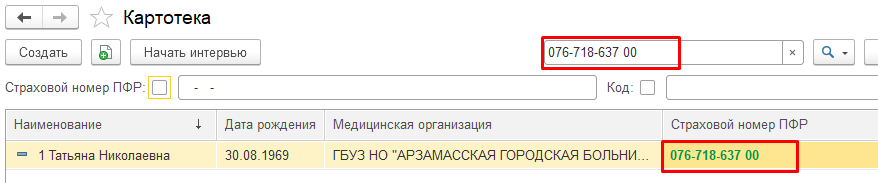 Картотека
Создать Начать интервью 076-718-637 00 ×
Страховой номер ПФР: - - Код:
Наименование ↓ Дата рождения Медицинская организация Страховой номер ПФР
1 Татьяна Николаевна 30.08.1969 ГБУЗ НО "АРЗАМАССКАЯ ГОРОДСКАЯ БОЛЬНИ... 076-718-637 00